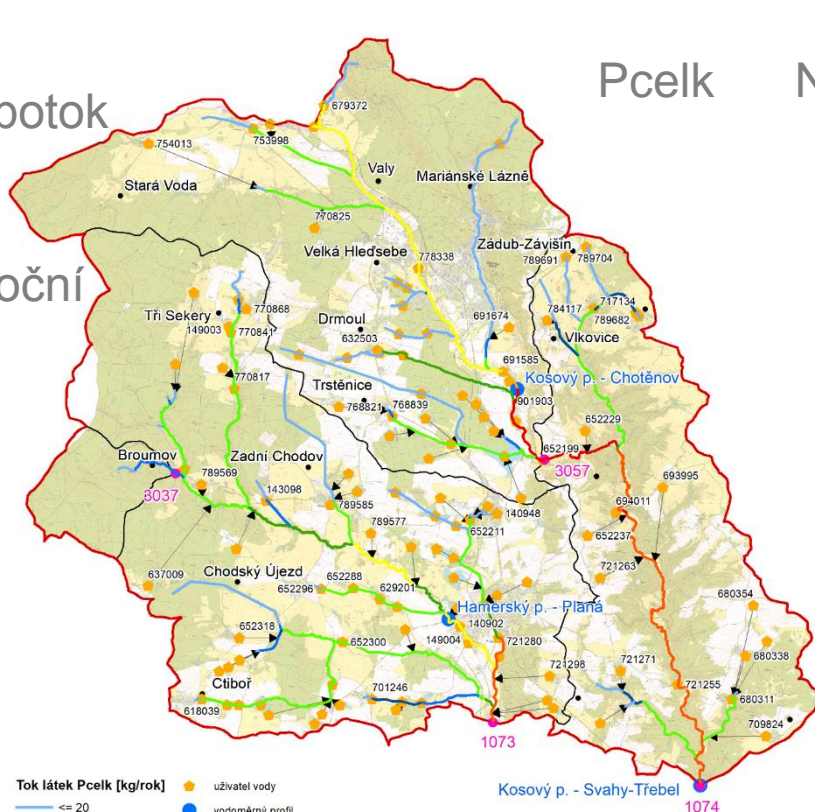 Pcelk N
potok
679372
754013
753998
Valy
Mariánské Lázně
Stará Voda
770825
Zádub-Závišín
Velká Hleďsebe
778338
789691
789704
oční
Tři Sekery
770868
784117
717134
149003
770841
Drmoul
691674
789682
632503
Vlkovice
770817
691585
Trstěnice
Kosový p. - Chotěnov
901903
768821
768839
652229
Broumov
Zadní Chodov
652199
3057
789569
3037
693995
143098
789585
140948
694011
789577
652211
652237
Chodský Újezd
721263
637009
652288
652296
629201
680354
Hamerský p. - Planá
652318
140902
149004
652300
721280
680338
721298
721271
Ctiboř
701246
721255
680311
618039
709824
1073
Tok látek Pcelk [kg/rok]
uživatel vody
Kosový p. - Svahy-Třebel
<= 20
vodoměrný profil
1074